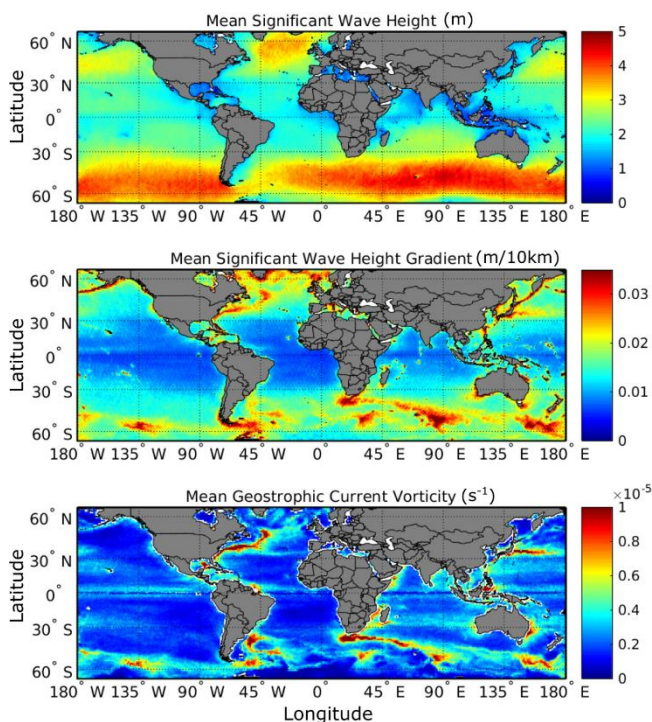 Mean Significant Wave Height (m)
60° N
30° N
0°
30° S
60° S
Latitude
180° W 135° W 90° W 45° W 0° 45° E 90° E 135° E 180° E
5
4
3
2
1
0
Mean Significant Wave Height Gradient (m/10km)
60° N
30° N
0°
30° S
60° S
Latitude
180° W 135° W 90° W 45° W 0° 45° E 90° E 135° E 180° E
0.03
0.02
0.01
0
Mean Geostrophic Current Vorticity (s⁻¹)
×10⁻⁵
60° N
30° N
0°
30° S
60° S
Latitude
180° W 135° W 90° W 45° W 0° 45° E 90° E 135° E 180° E
Longitude
1
0.8
0.6
0.4
0.2
0